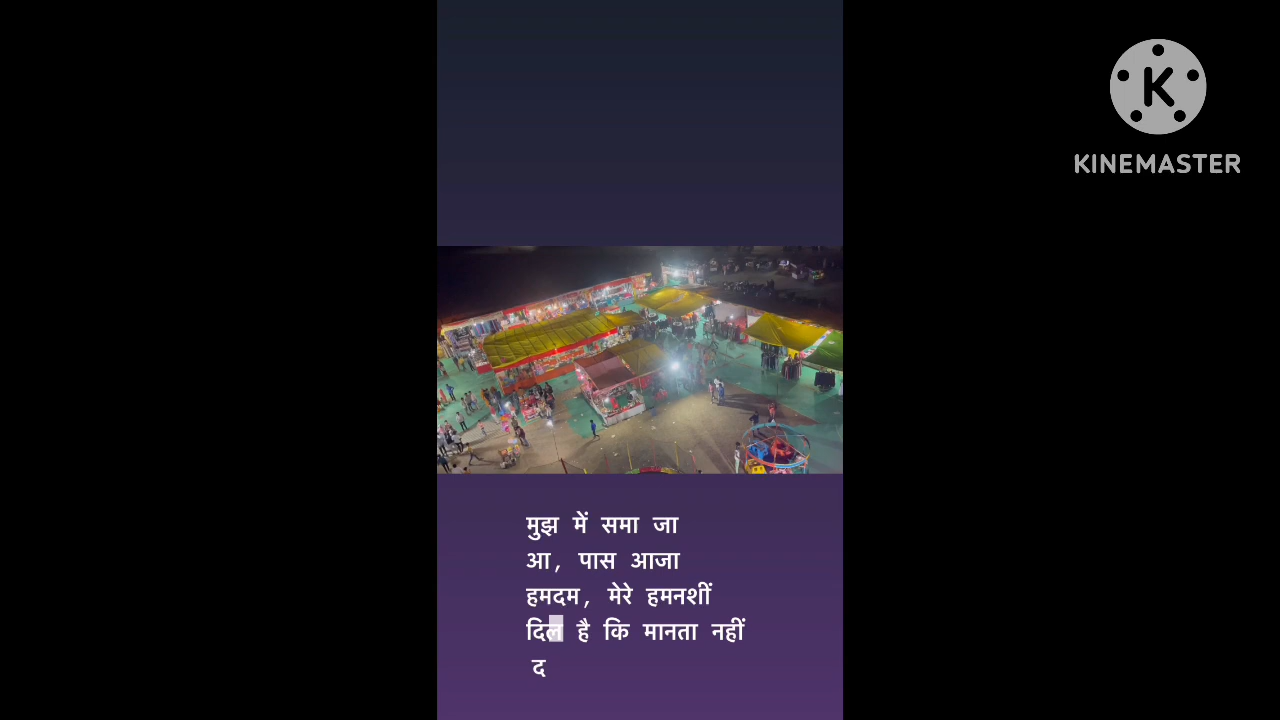 KINEMASTER
मुझ में समा जा
आ, पास आजा
हमदम, मेरे हमनशीं
दिल है कि मानता नहीं
द